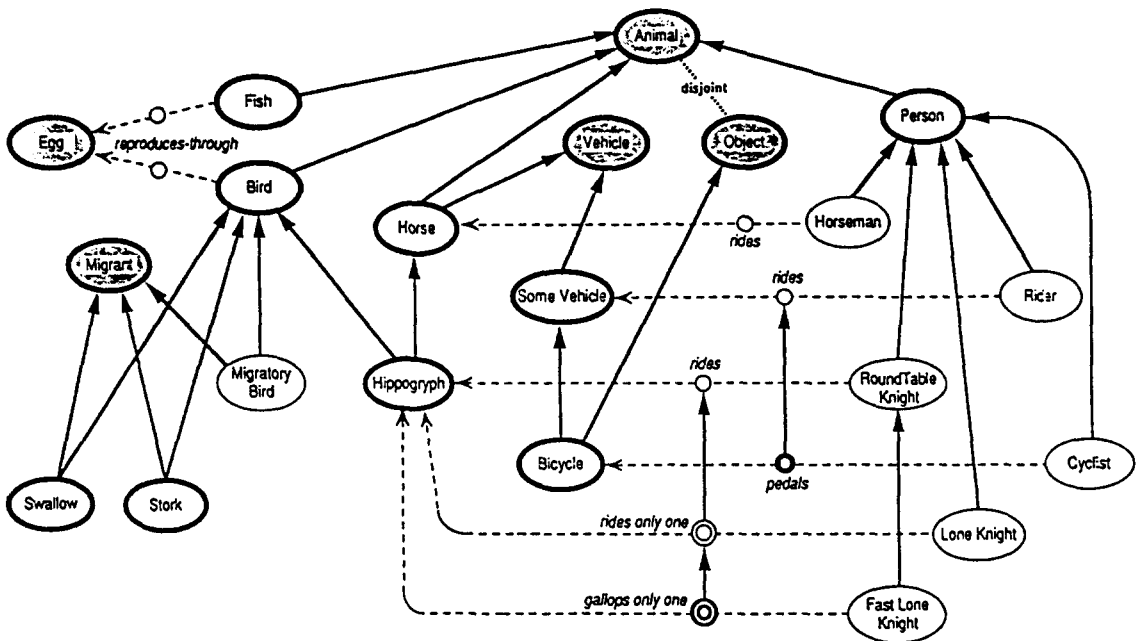 Animal
disjoint
Fish
Person
Egg
reproduces-through
Vehicle
Object
Bird
Horse
rides
Horseman
Migrant
Some Vehicle
rides
Rider
rides
Migratory
Bird
Hippogryph
RoundTable
Knight
Bicycle
pedals
Cyclist
Swallow
Stork
rides only one
Lone Knight
gallops only one
Fast Lone
Knight